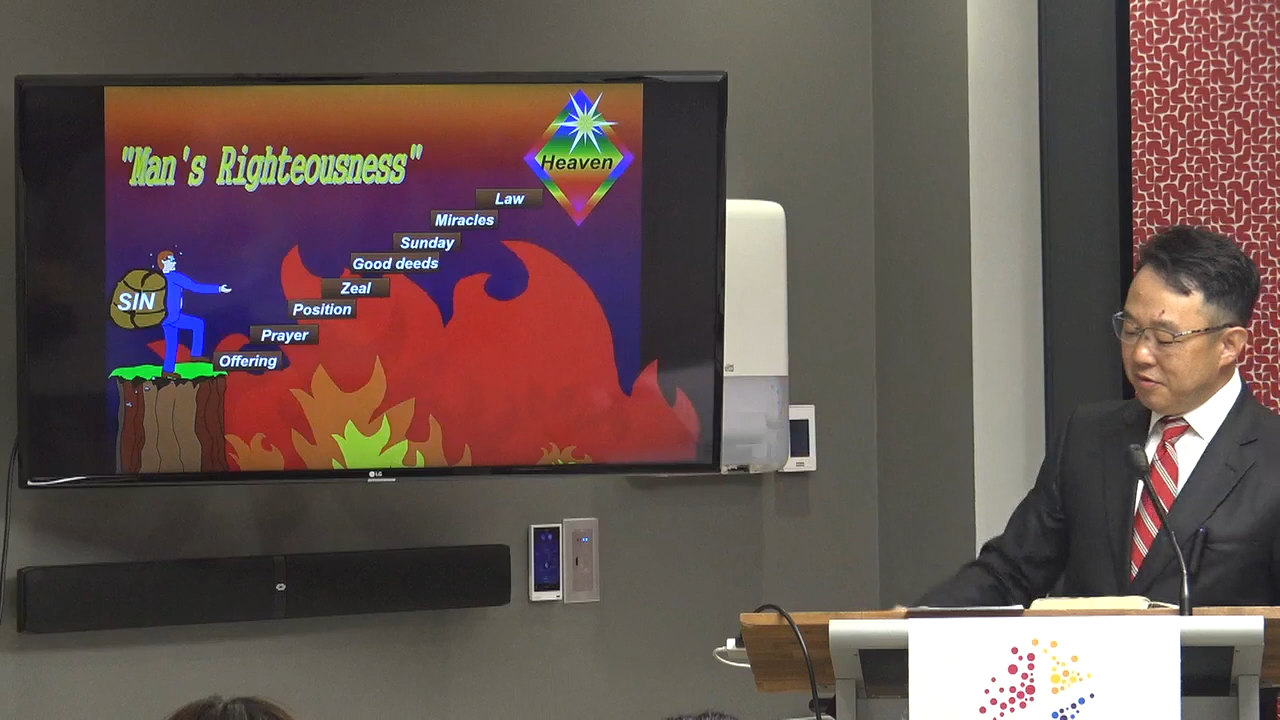 "Man's Righteousness"
Heaven
Law
Miracles
Sunday
Good deeds
Zeal
SIN
Position
Prayer
Offering
LG